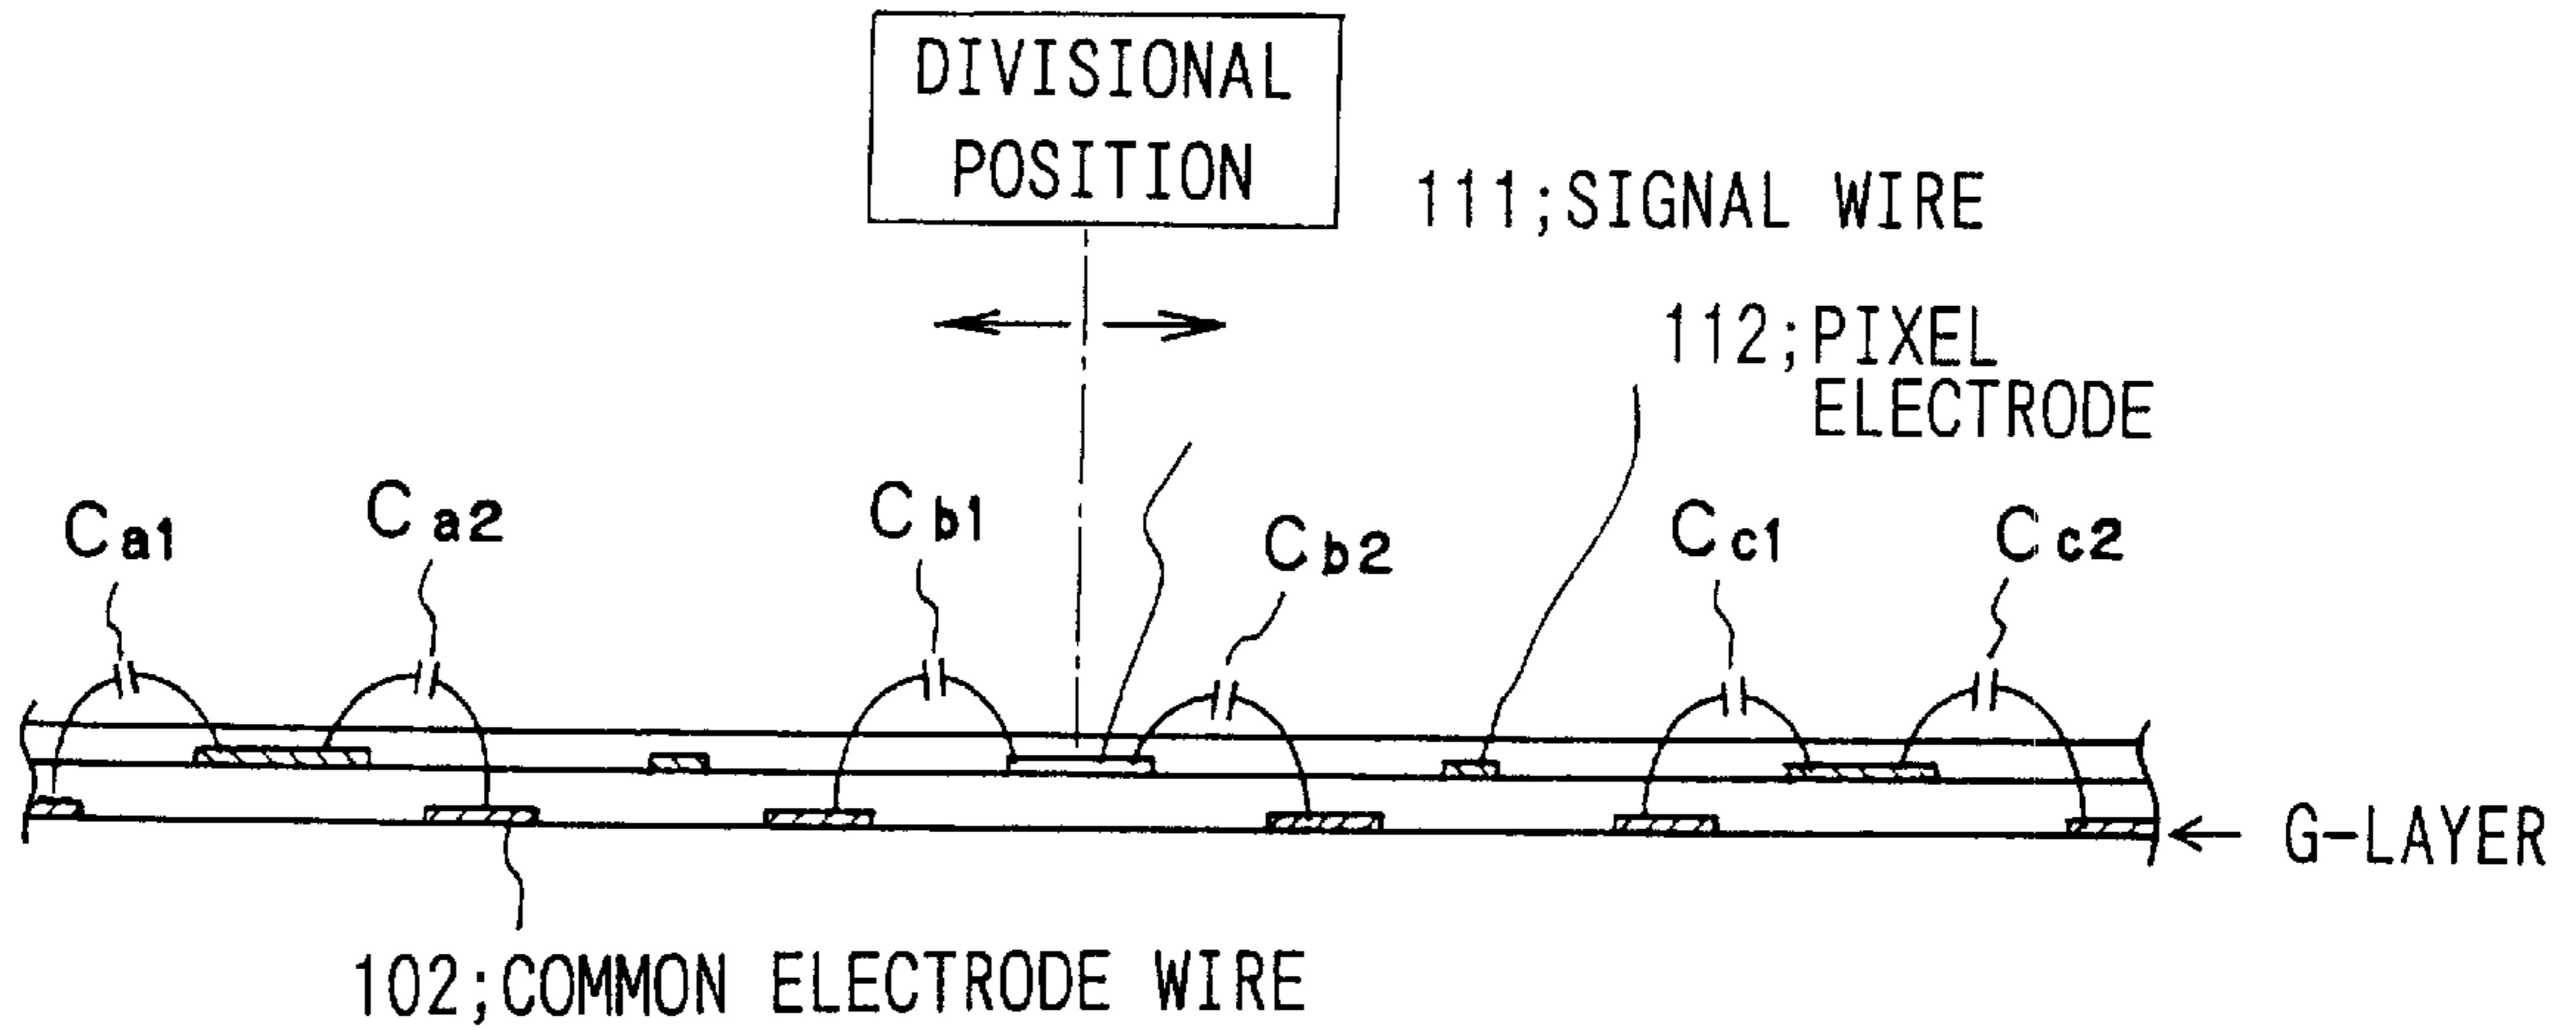 DIVISIONAL
POSITION
111;SIGNAL WIRE
112;PIXEL
ELECTRODE
Ca1
Ca2
Cb1
Cb2
Cc1
Cc2
G-LAYER
102;COMMON ELECTRODE WIRE